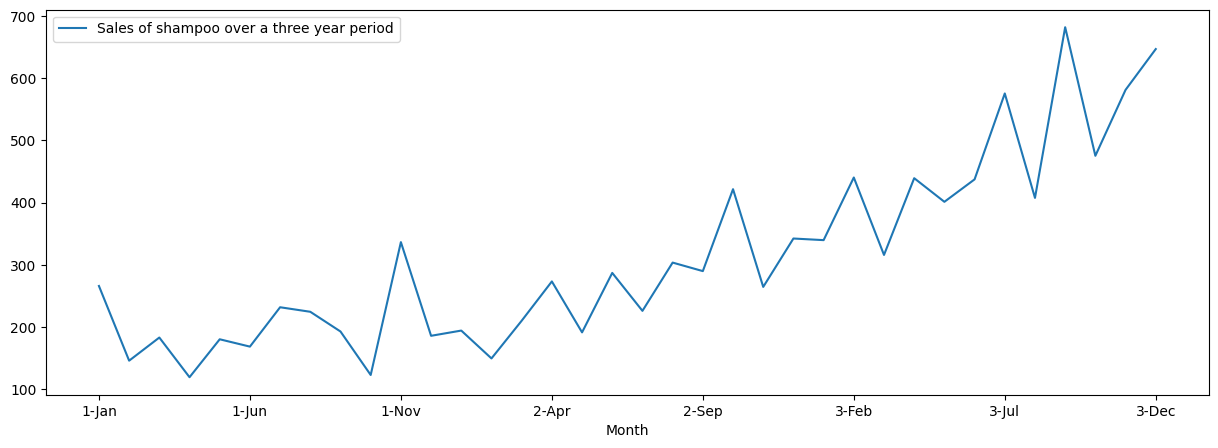 Sales of shampoo over a three year period
700
600
500
400
300
200
100
1-Jan 1-Jun 1-Nov 2-Apr 2-Sep 3-Feb 3-Jul 3-Dec
Month